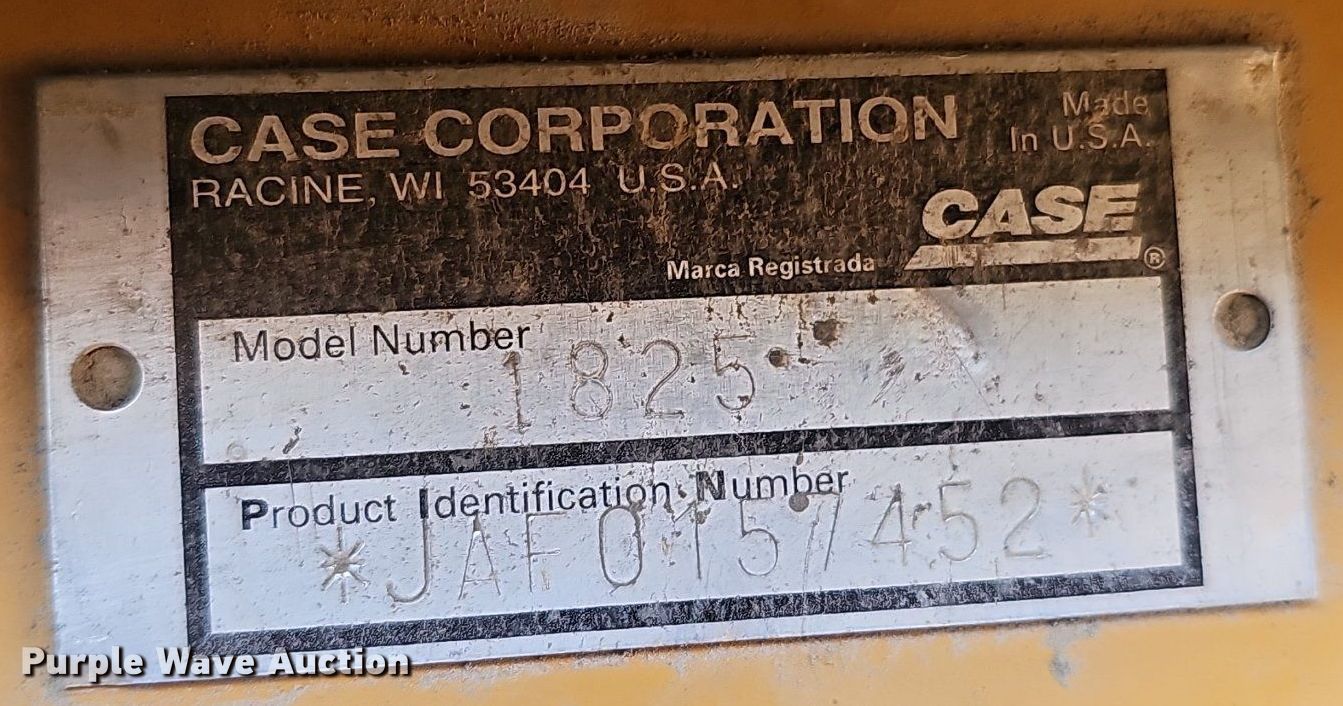 CASE CORPORATION
Made
In U.S.A.
RACINE, WI 53404 U.S.A.
CASE
Marca Registrada ®
Model Number
1825
Product Identification Number
*JAF0157452*
Purple Wave Auction